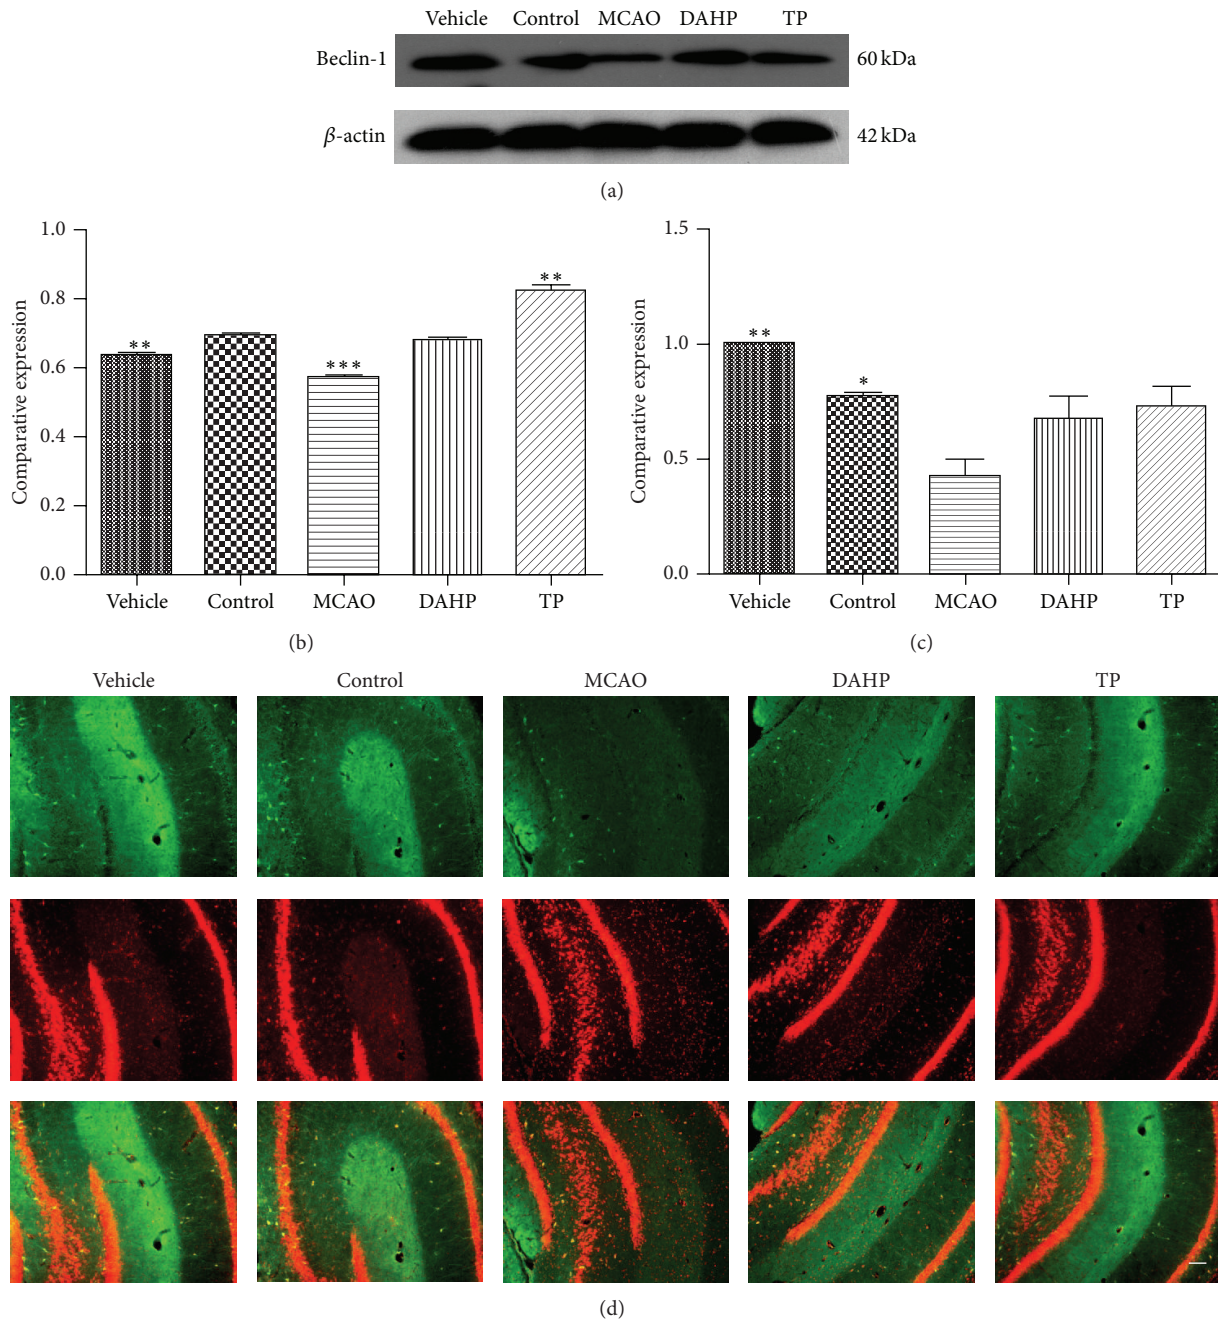 Vehicle Control MCAO DAHP TP
Beclin-1 60 kDa
β-actin 42 kDa
(a)
1.0
0.8
0.6
0.4
0.2
0.0
Comparative expression
** *** **
Vehicle Control MCAO DAHP TP
(b)
1.5
1.0
0.5
0.0
Comparative expression
** *
Vehicle Control MCAO DAHP TP
(c)
Vehicle Control MCAO DAHP TP
(d)